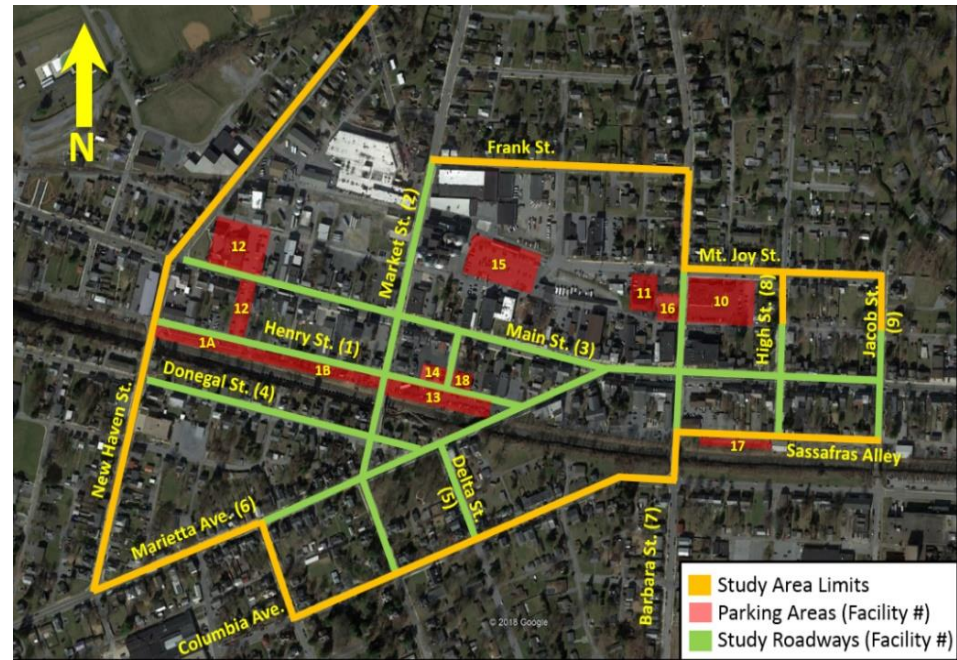 N
Frank St.
Market St. (2)
Mt. Joy St.
12
15
11
16
10
High St. (8)
Jacob St.
(9)
12
Henry St. (1)
Main St. (3)
1A
1B
14
18
13
Donegal St. (4)
New Haven St.
17
Sassafras Alley
Delta St.
(5)
Marietta Ave. (6)
Barbara St. (7)
Columbia Ave.
© 2018 Google
Study Area Limits
Parking Areas (Facility #)
Study Roadways (Facility #)